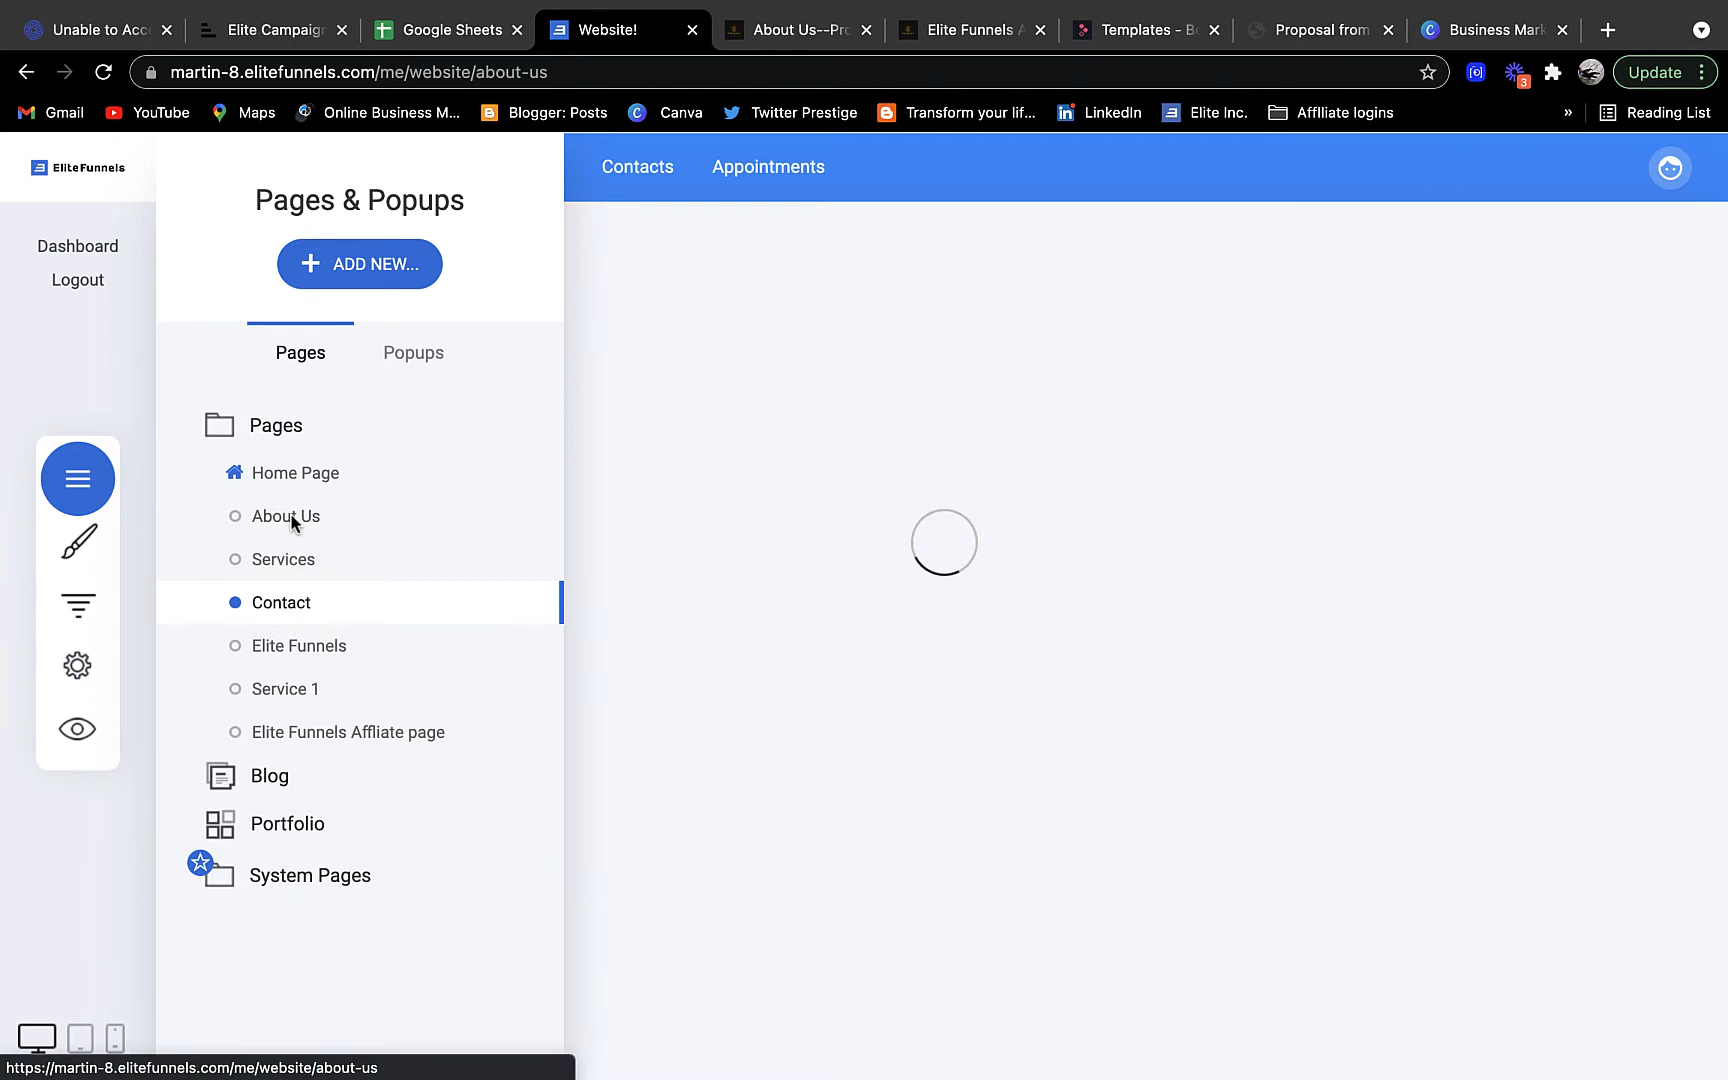 Unable to Acc
Elite Campaign
Google Sheets
Website!
About Us--Pro
Elite Funnels A
Templates - Be
Proposal from
Business Mark
martin-8.elitefunnels.com/me/website/about-us
3
Update
Gmail
YouTube
Maps
Online Business M...
Blogger: Posts
Canva
Twitter Prestige
Transform your lif...
LinkedIn
Elite Inc.
Affiliate logins
»
Reading List
EliteFunnels
Contacts
Appointments
Pages & Popups
+ ADD NEW...
Dashboard
Logout
Pages
Popups
Pages
Home Page
About Us
Services
Contact
Elite Funnels
Service 1
Elite Funnels Affliate page
Blog
Portfolio
System Pages
https://martin-8.elitefunnels.com/me/website/about-us